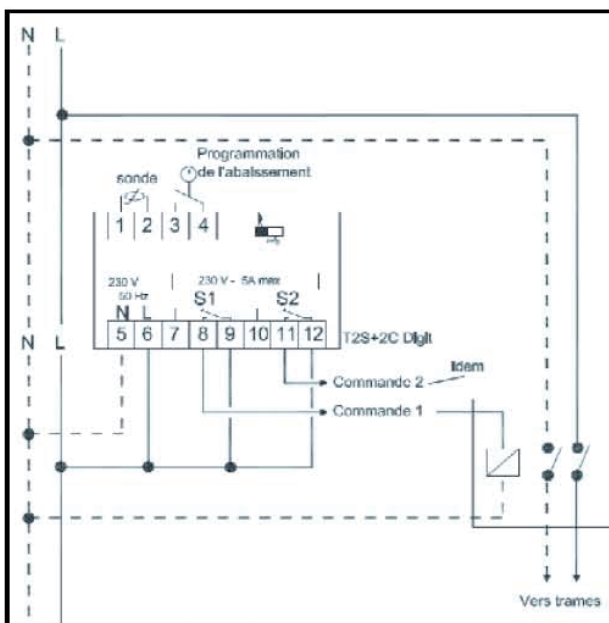 N L
Programmation
de l'abaissement
sonde
1 2 3 4
230 V
50 Hz
230 V - 5A max
S1 S2
N L
5 6 7 8 9 10 11 12
T2S+2C Digit
N L
Commande 2
Idem
Commande 1
Vers trames